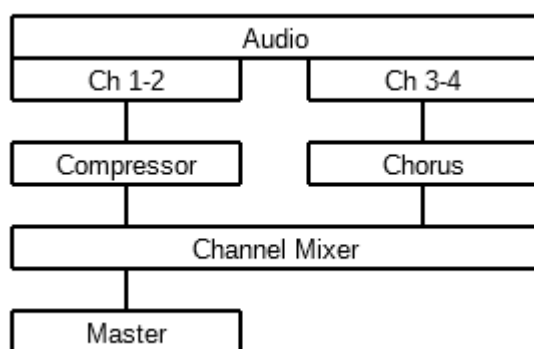 Audio
Ch 1-2
Ch 3-4
Compressor
Chorus
Channel Mixer
Master